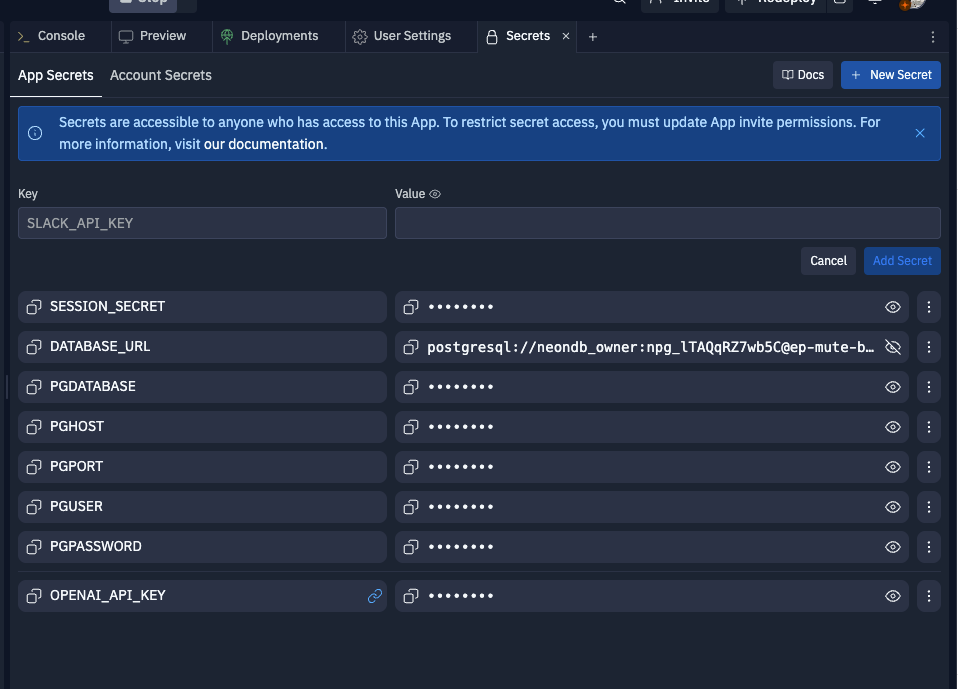 Stop
Invite
Redeploy
Console
Preview
Deployments
User Settings
Secrets
App Secrets
Account Secrets
Docs
New Secret
Secrets are accessible to anyone who has access to this App. To restrict secret access, you must update App invite permissions. For
more information, visit our documentation.
Key
Value
SLACK_API_KEY
Cancel
Add Secret
SESSION_SECRET
••••••••
DATABASE_URL
postgresql://neondb_owner:npg_lTAQqRZ7wb5C@ep-mute-b…
PGDATABASE
••••••••
PGHOST
••••••••
PGPORT
••••••••
PGUSER
••••••••
PGPASSWORD
••••••••
OPENAI_API_KEY
••••••••